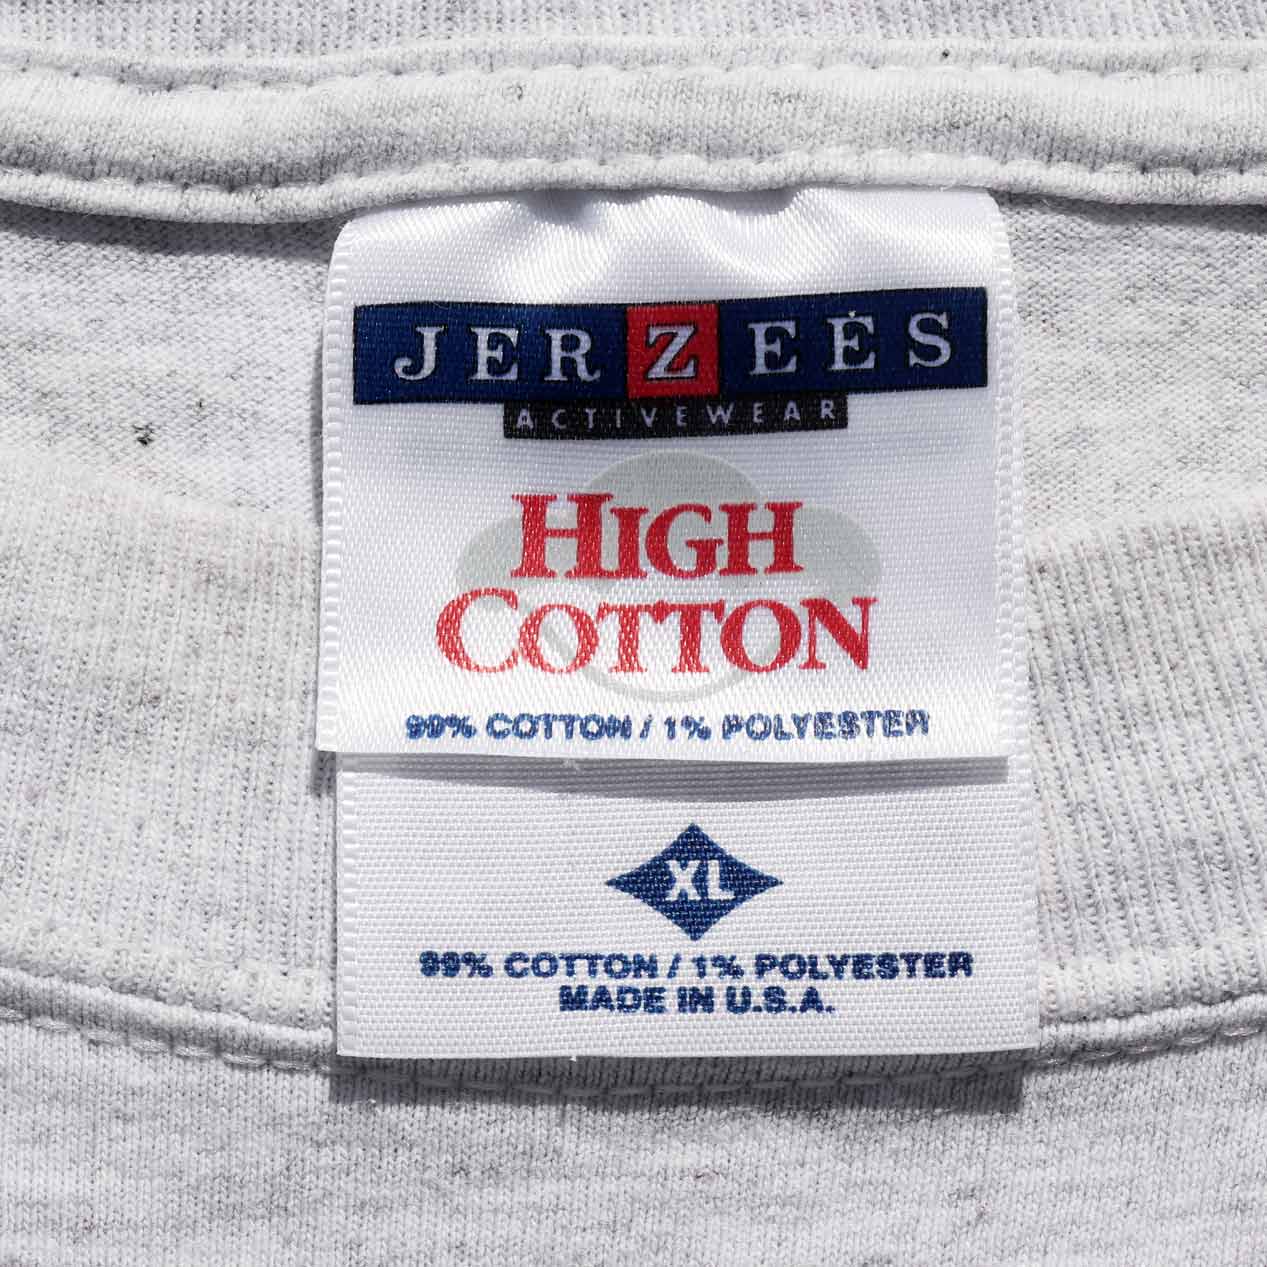 JERZEES
ACTIVEWEAR
HIGH
COTTON
99% COTTON / 1% POLYESTER
XL
99% COTTON / 1% POLYESTER
MADE IN U.S.A.